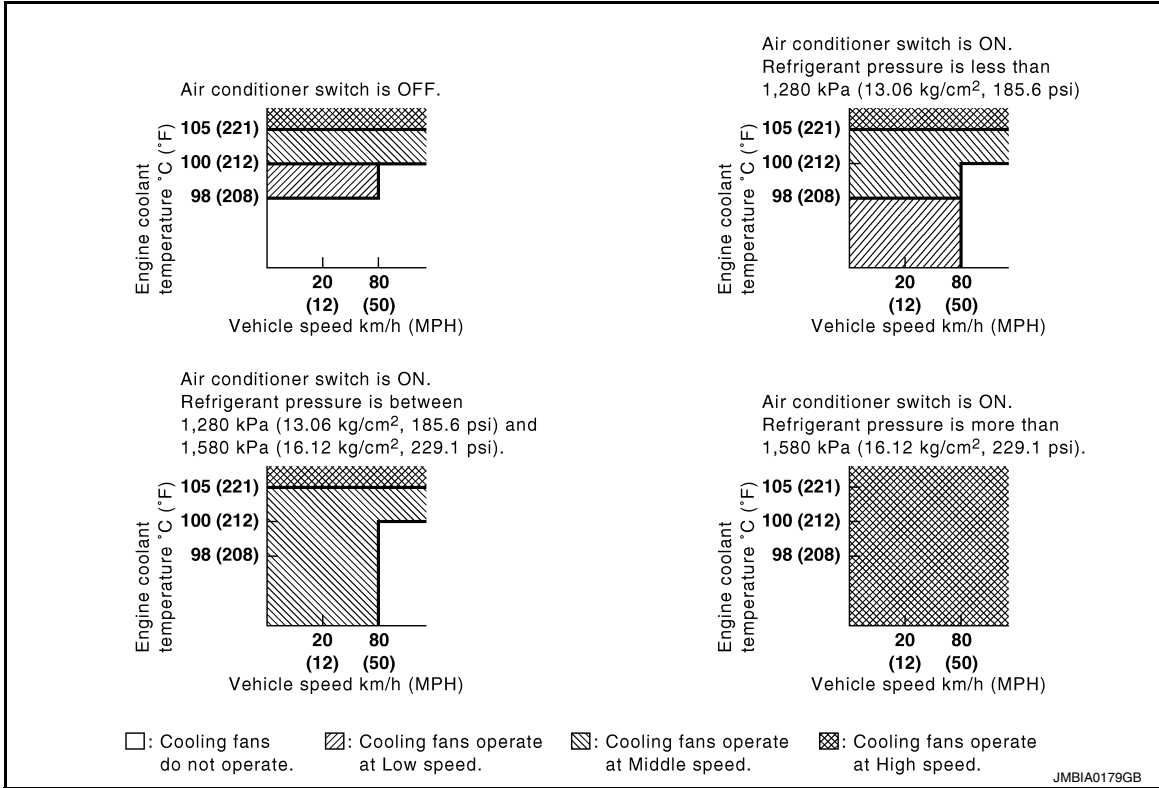 Air conditioner switch is OFF.
Engine coolant
temperature ˚C (˚F)
105 (221)
100 (212)
98 (208)
20
(12)
80
(50)
Vehicle speed km/h (MPH)
Air conditioner switch is ON.
Refrigerant pressure is less than
1,280 kPa (13.06 kg/cm², 185.6 psi)
Engine coolant
temperature ˚C (˚F)
105 (221)
100 (212)
98 (208)
20
(12)
80
(50)
Vehicle speed km/h (MPH)
Air conditioner switch is ON.
Refrigerant pressure is between
1,280 kPa (13.06 kg/cm², 185.6 psi) and
1,580 kPa (16.12 kg/cm², 229.1 psi).
Engine coolant
temperature ˚C (˚F)
105 (221)
100 (212)
98 (208)
20
(12)
80
(50)
Vehicle speed km/h (MPH)
Air conditioner switch is ON.
Refrigerant pressure is more than
1,580 kPa (16.12 kg/cm², 229.1 psi).
Engine coolant
temperature ˚C (˚F)
105 (221)
100 (212)
98 (208)
20
(12)
80
(50)
Vehicle speed km/h (MPH)
: Cooling fans
do not operate.
: Cooling fans operate
at Low speed.
: Cooling fans operate
at Middle speed.
: Cooling fans operate
at High speed.
JMBIA0179GB